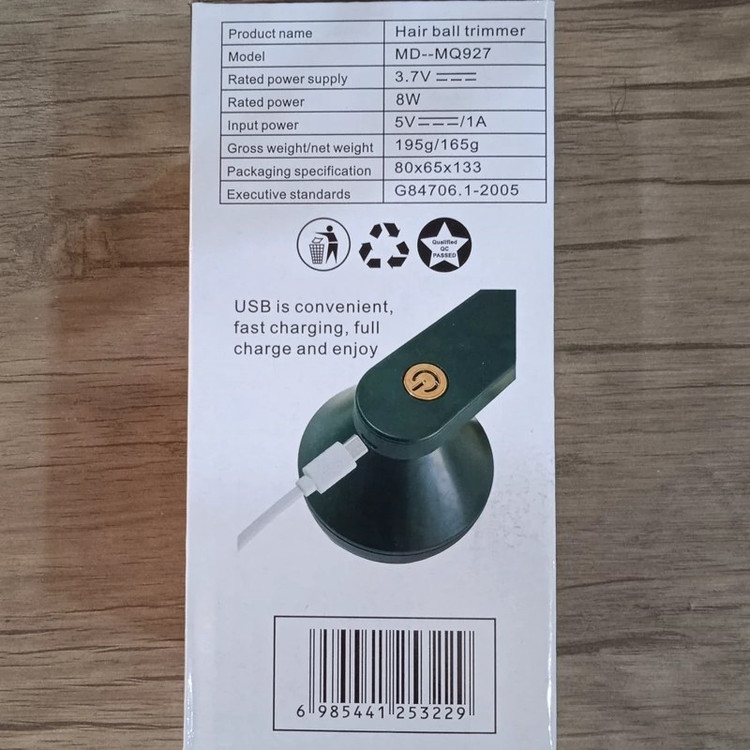 Product name Hair ball trimmer
Model MD--MQ927
Rated power supply 3.7V ⎓
Rated power 8W
Input power 5V⎓/1A
Gross weight/net weight 195g/165g
Packaging specification 80x65x133
Executive standards G84706.1-2005
Qualified
QC
PASSED
USB is convenient,
fast charging, full
charge and enjoy
6 985441 253229